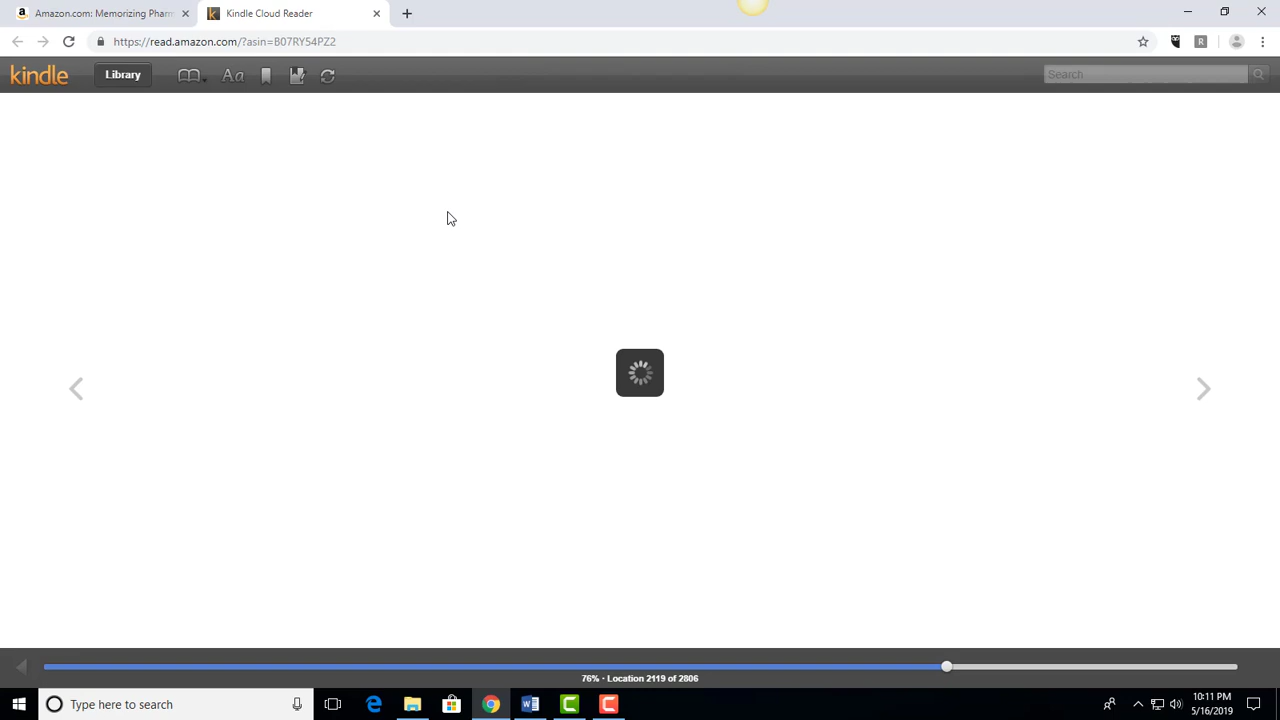 Amazon.com: Memorizing Pharm
Kindle Cloud Reader
https://read.amazon.com/?asin=B07RY54PZ2
R
kindle
Library
Aa
Search
76% · Location 2119 of 2806
Type here to search
10:11 PM
5/16/2019